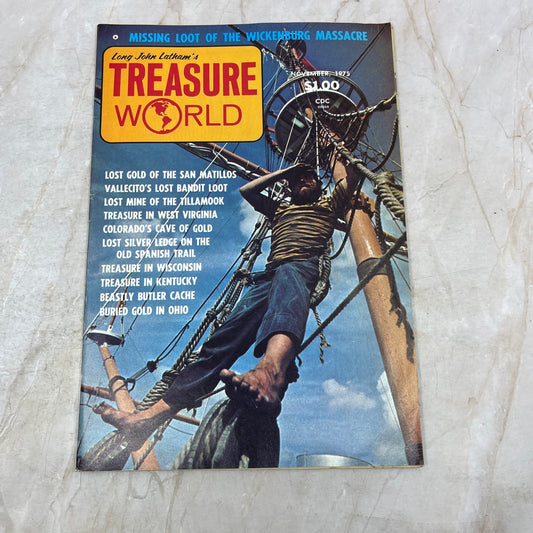 MISSING LOOT OF THE WICKENBURG MASSACRE
Long John Latham's
TREASURE
WORLD
NOVEMBER, 1975
$1.00
CDC
LOST GOLD OF THE SAN MATILLOS
VALLECITO'S LOST BANDIT LOOT
LOST MINE OF THE TILLAMOOK
TREASURE IN WEST VIRGINIA
COLORADO'S CAVE OF GOLD
LOST SILVER LEDGE ON THE
OLD SPANISH TRAIL
TREASURE IN WISCONSIN
TREASURE IN KENTUCKY
BEASTLY BUTLER CACHE
BURIED GOLD IN OHIO